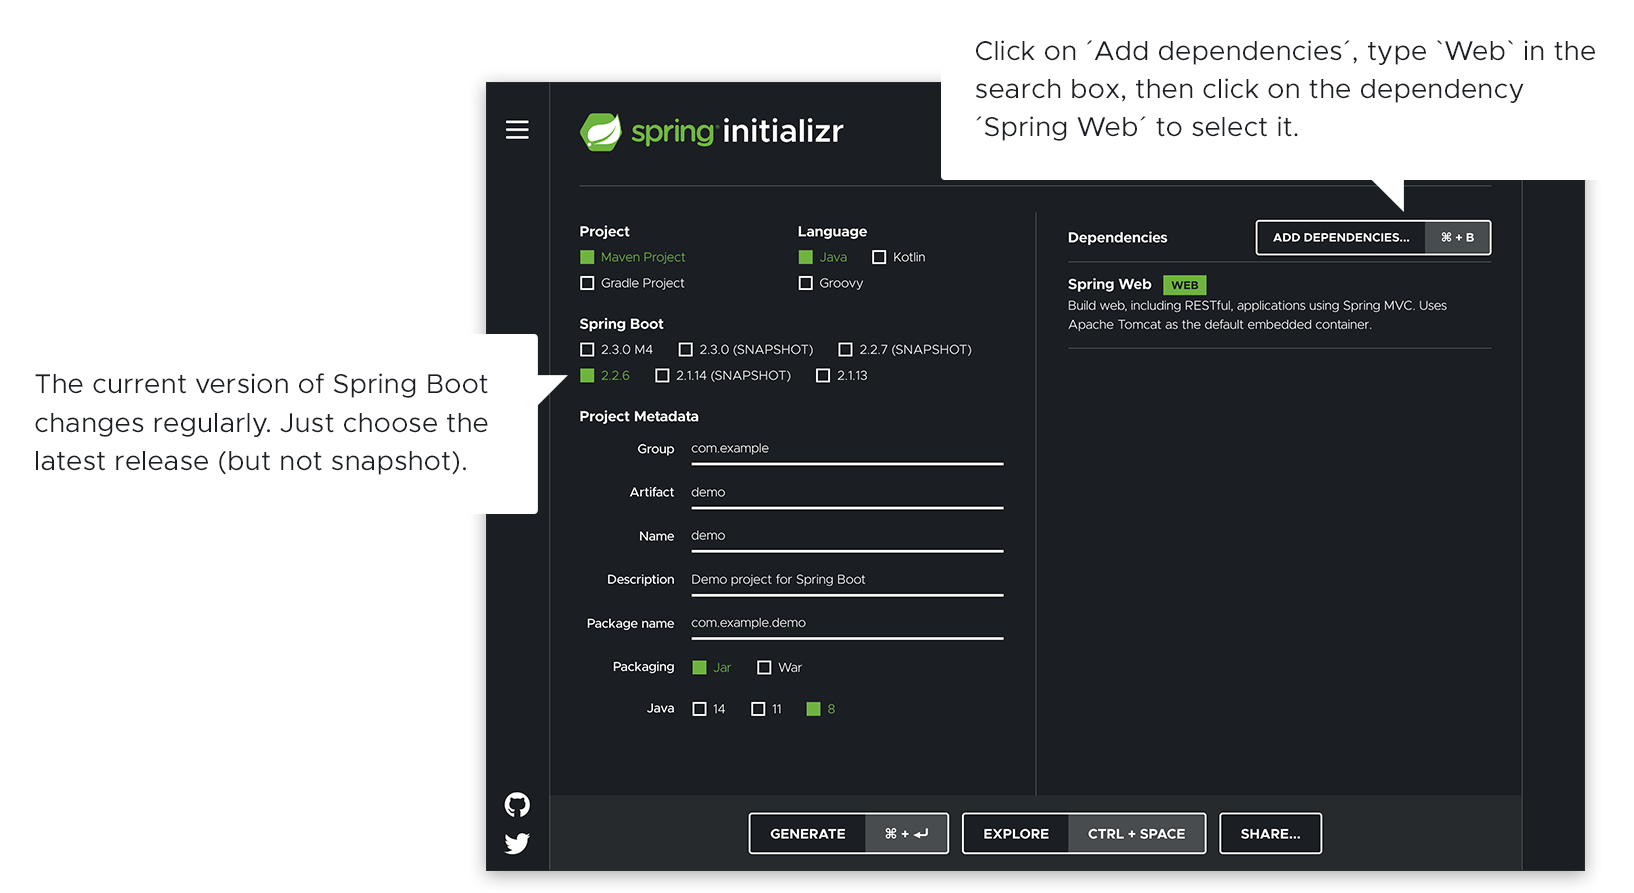 Click on ´Add dependencies´, type `Web` in the
search box, then click on the dependency
´Spring Web´ to select it.
spring initializr
Project
Maven Project
Gradle Project
Language
Java Kotlin
Groovy
Spring Boot
2.3.0 M4 2.3.0 (SNAPSHOT) 2.2.7 (SNAPSHOT)
2.2.6 2.1.14 (SNAPSHOT) 2.1.13
The current version of Spring Boot
changes regularly. Just choose the
latest release (but not snapshot).
Project Metadata
Group com.example
Artifact demo
Name demo
Description Demo project for Spring Boot
Package name com.example.demo
Packaging Jar War
Java 14 11 8
Dependencies ADD DEPENDENCIES... ⌘ + B
Spring Web WEB
Build web, including RESTful, applications using Spring MVC. Uses
Apache Tomcat as the default embedded container.
GENERATE ⌘ + ↵ EXPLORE CTRL + SPACE SHARE...